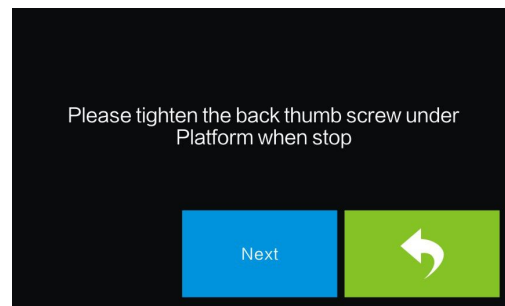 Please tighten the back thumb screw under
Platform when stop
Next